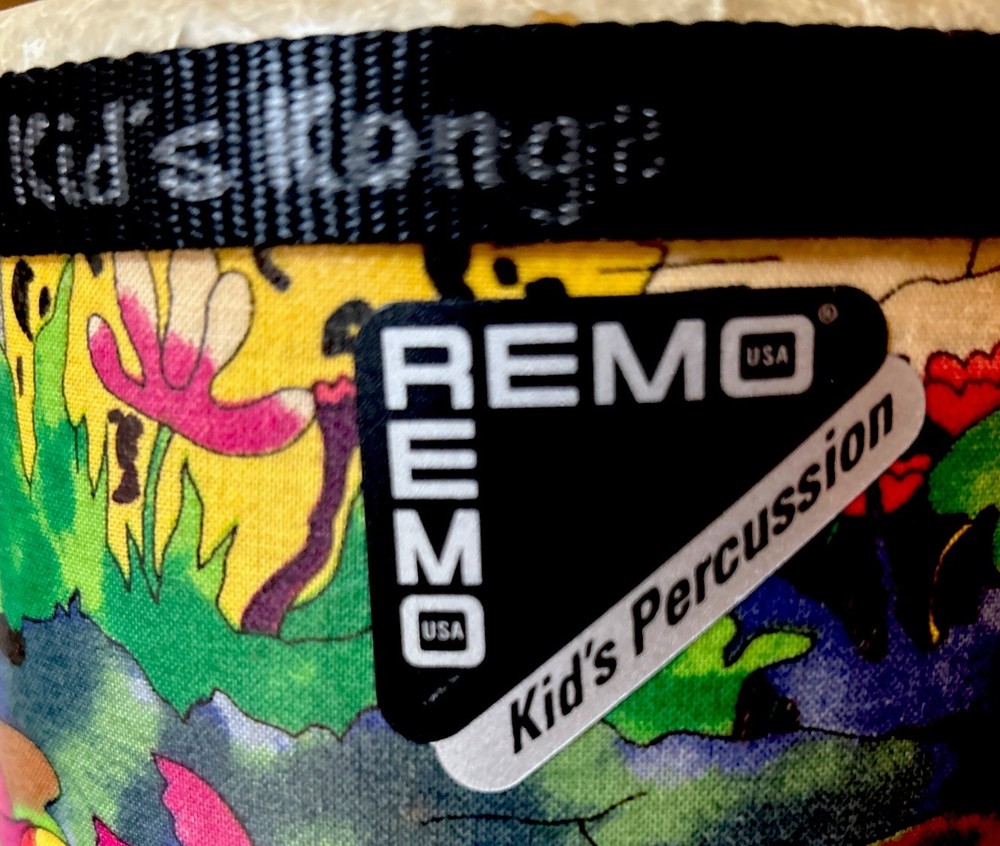 Kid's Konga
REMO®
USA
REMO
USA
Kid's Percussion